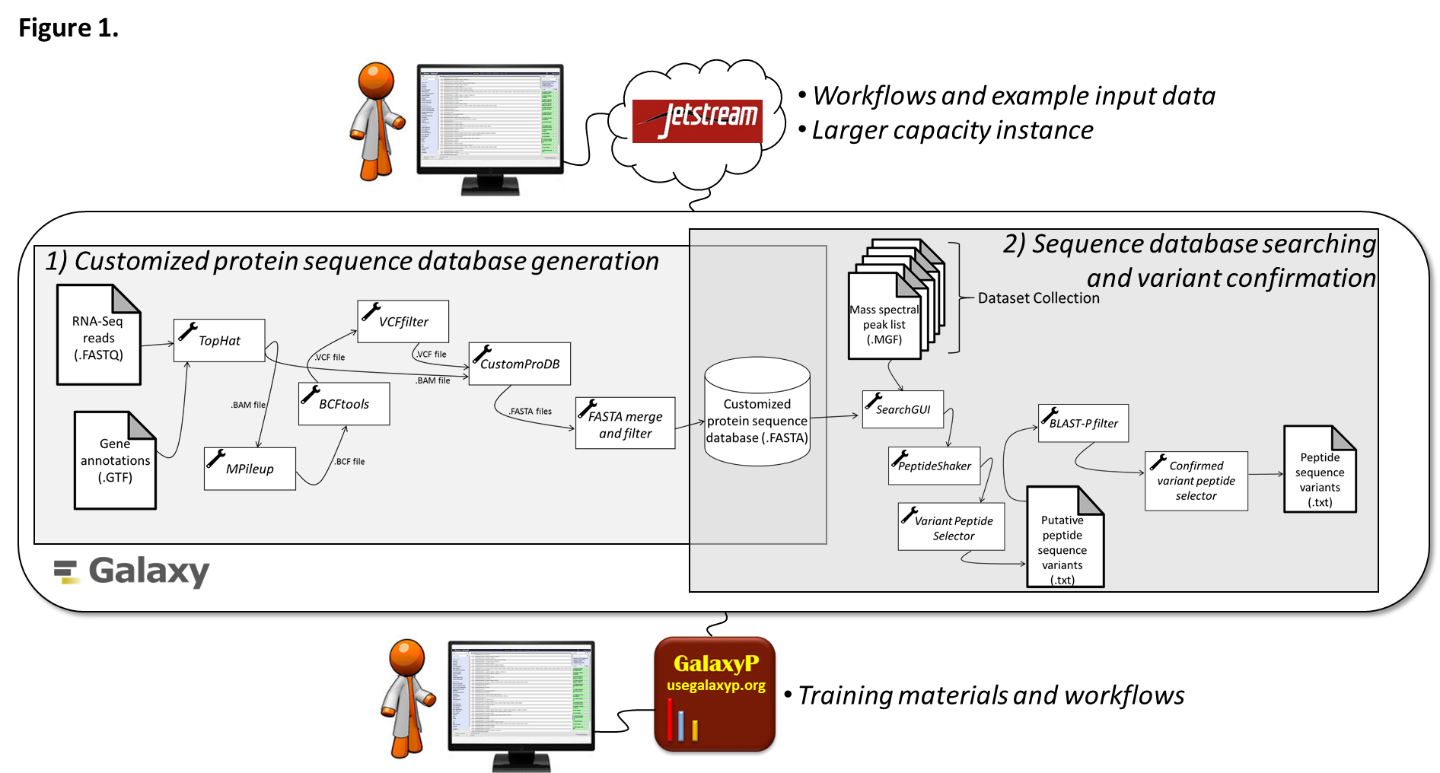 Figure 1.
Jetstream
• Workflows and example input data
• Larger capacity instance
1) Customized protein sequence database generation
2) Sequence database searching
and variant confirmation
RNA-Seq
reads
(.FASTQ)
Gene
annotations
(.GTF)
TopHat
.BAM file
MPileup
.BCF file
BCFtools
.VCF file
VCFfilter
.VCF file
.BAM file
CustomProDB
.FASTA files
FASTA merge
and filter
Customized
protein sequence
database (.FASTA)
Mass spectral
peak list
(.MGF)
Dataset Collection
SearchGUI
PeptideShaker
Variant Peptide
Selector
Putative
peptide
sequence
variants
(.txt)
BLAST-P filter
Confirmed
variant peptide
selector
Peptide
sequence
variants
(.txt)
Galaxy
GalaxyP
usegalaxyp.org
• Training materials and workflows